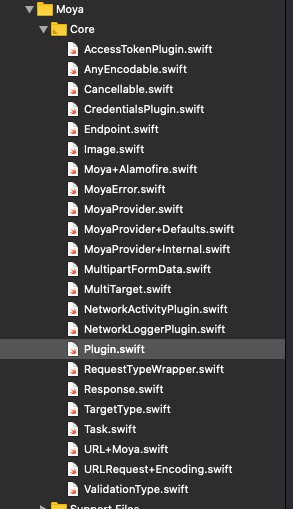 Moya
Core
AccessTokenPlugin.swift
AnyEncodable.swift
Cancellable.swift
CredentialsPlugin.swift
Endpoint.swift
Image.swift
Moya+Alamofire.swift
MoyaError.swift
MoyaProvider.swift
MoyaProvider+Defaults.swift
MoyaProvider+Internal.swift
MultipartFormData.swift
MultiTarget.swift
NetworkActivityPlugin.swift
NetworkLoggerPlugin.swift
Plugin.swift
RequestTypeWrapper.swift
Response.swift
TargetType.swift
Task.swift
URL+Moya.swift
URLRequest+Encoding.swift
ValidationType.swift
Support Files